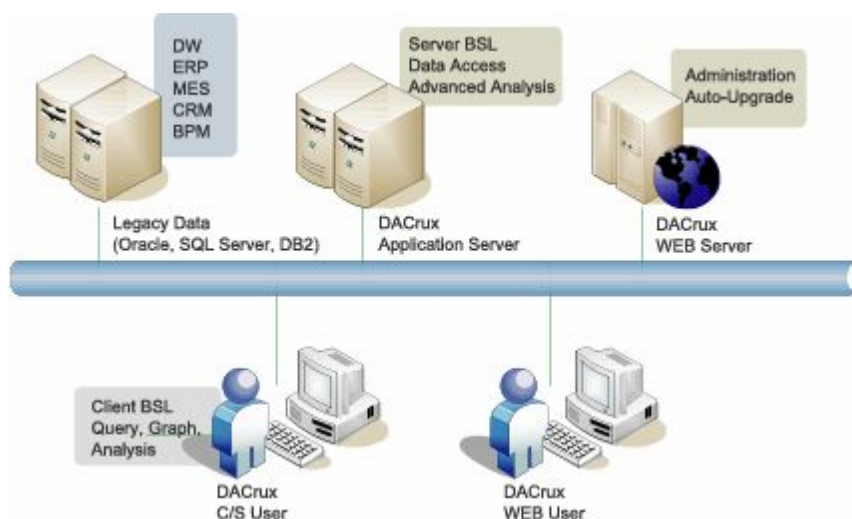 DW
ERP
MES
CRM
BPM
Server BSL
Data Access
Advanced Analysis
Administration
Auto-Upgrade
Legacy Data
(Oracle, SQL Server, DB2)
DACrux
Application Server
DACrux
WEB Server
Client BSL
Query, Graph,
Analysis
DACrux
C/S User
DACrux
WEB User